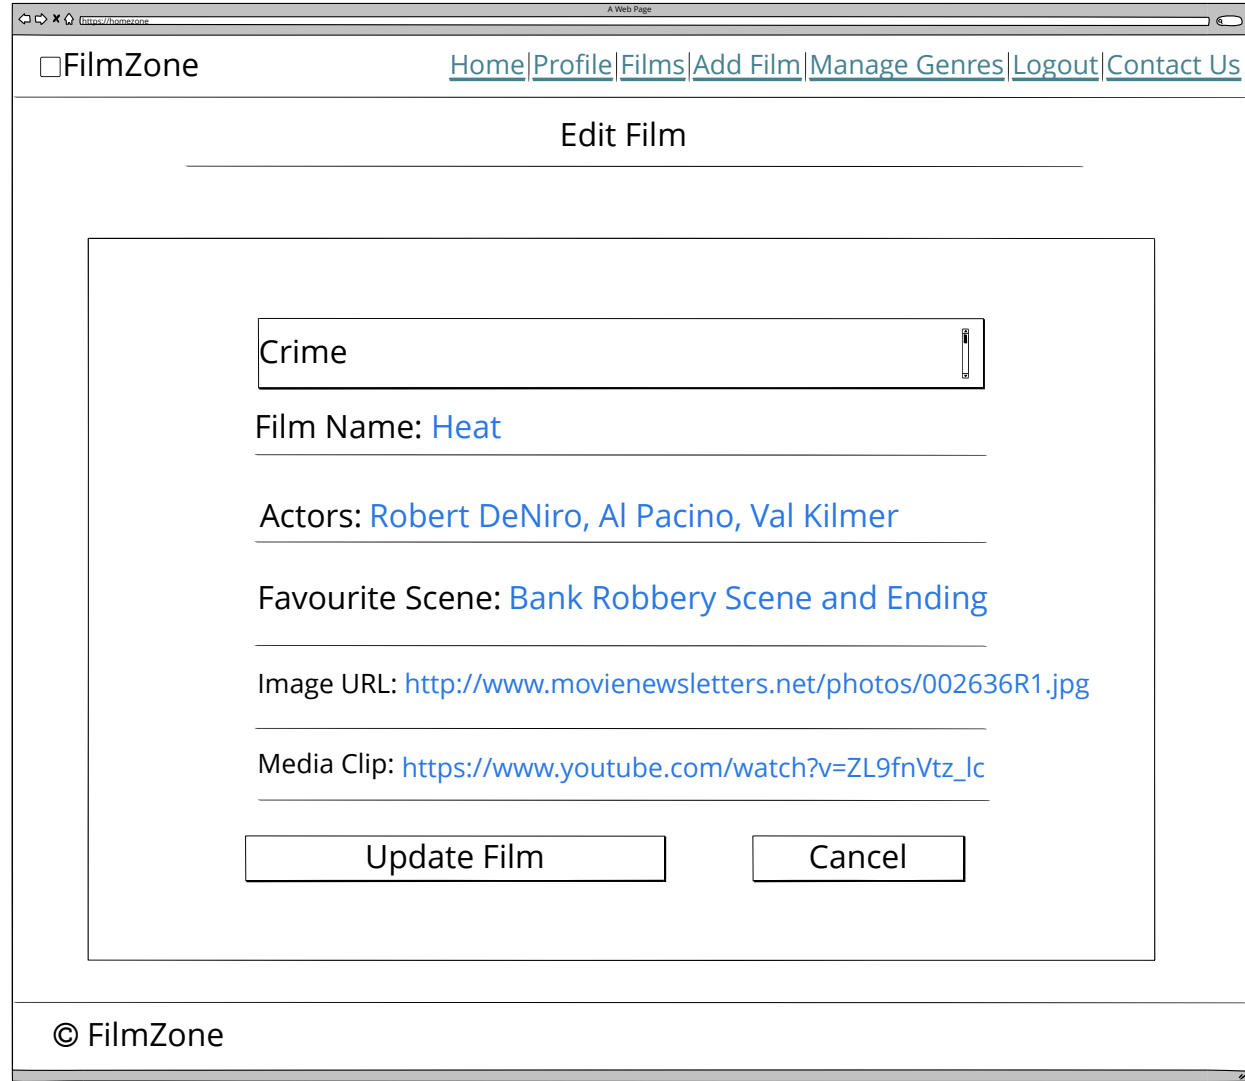 A Web Page
https://homezone
FilmZone
Home|Profile|Films|Add Film|Manage Genres|Logout|Contact Us
Edit Film
Crime
Film Name: Heat
Actors: Robert DeNiro, Al Pacino, Val Kilmer
Favourite Scene: Bank Robbery Scene and Ending
Image URL: http://www.movienewsletters.net/photos/002636R1.jpg
Media Clip: https://www.youtube.com/watch?v=ZL9fnVtz_lc
Update Film
Cancel
© FilmZone